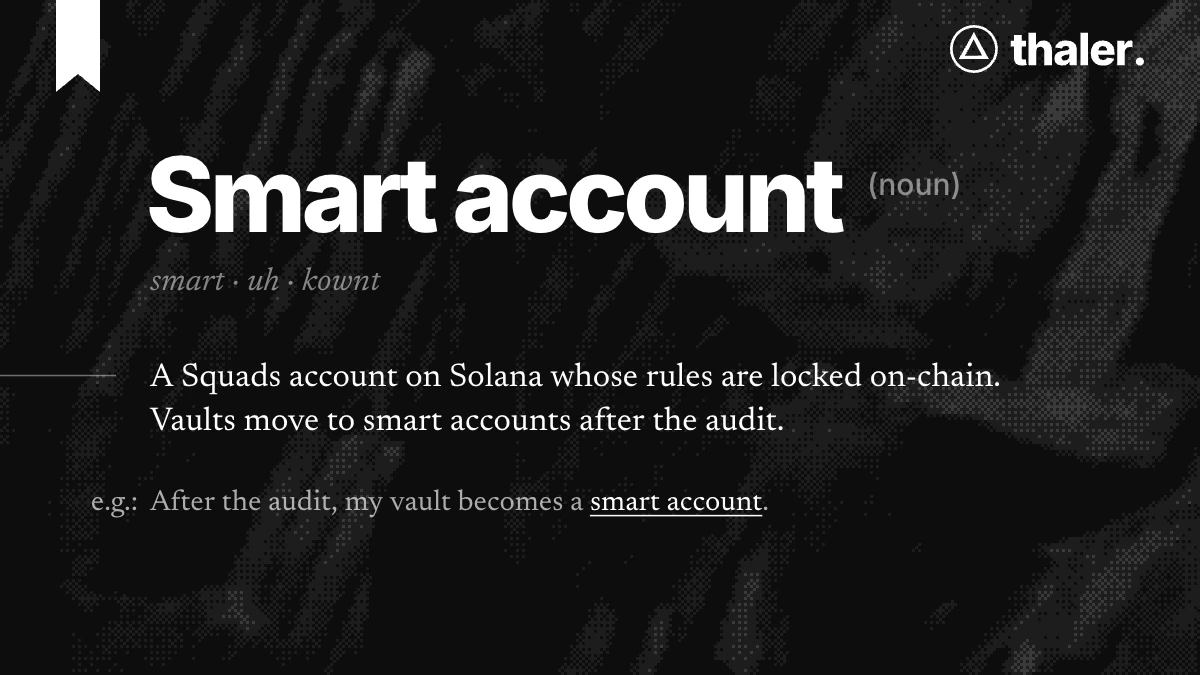 thaler.
Smart account (noun)
smart · uh · kownt
A Squads account on Solana whose rules are locked on-chain.
Vaults move to smart accounts after the audit.
e.g.: After the audit, my vault becomes a smart account.